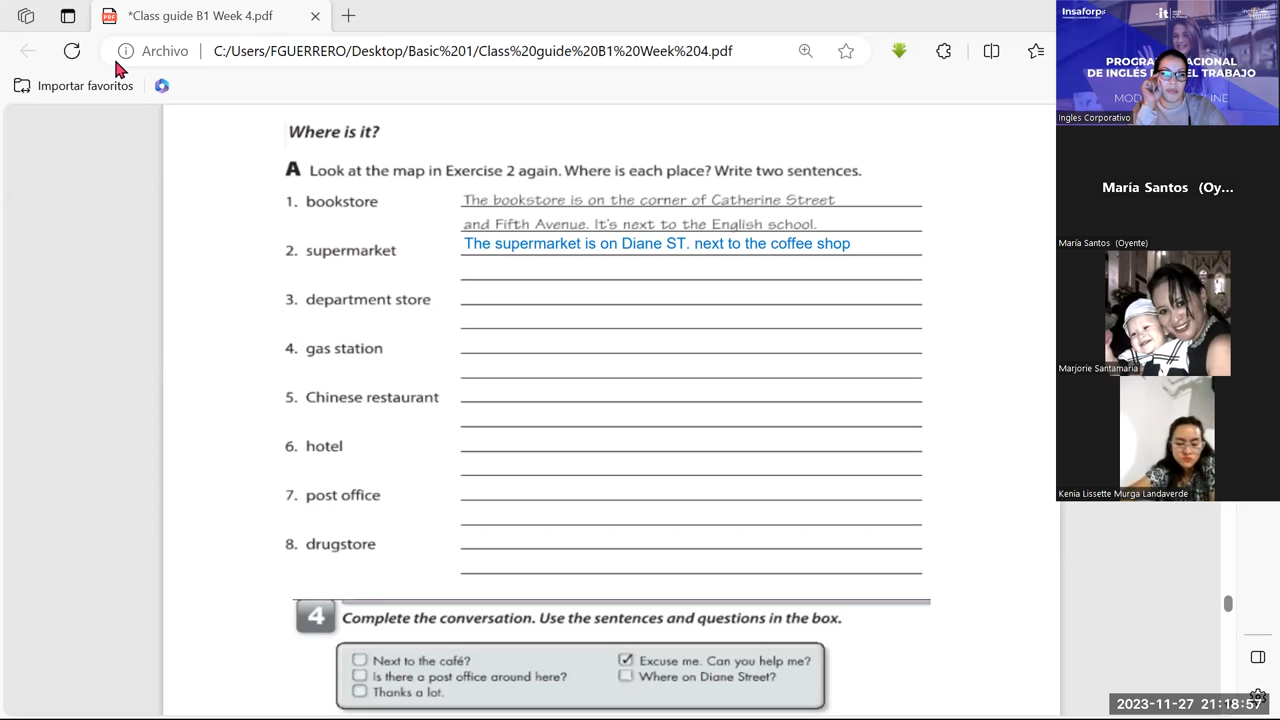 *Class guide B1 Week 4.pdf
Archivo
C:/Users/FGUERRERO/Desktop/Basic%201/Class%20guide%20B1%20Week%204.pdf
Importar favoritos
Where is it?
A Look at the map in Exercise 2 again. Where is each place? Write two sentences.
1. bookstore
The bookstore is on the corner of Catherine Street
and Fifth Avenue. It's next to the English school.
2. supermarket
The supermarket is on Diane ST. next to the coffee shop
3. department store
4. gas station
5. Chinese restaurant
6. hotel
7. post office
8. drugstore
4 Complete the conversation. Use the sentences and questions in the box.
Next to the café?
Is there a post office around here?
Thanks a lot.
Excuse me. Can you help me?
Where on Diane Street?
Insaforp
Ingles Corporativo
María Santos (Oy...
María Santos (Oyente)
Marjorie Santamaria
Kenia Lissette Murga Landaverde
2023-11-27 21:18:57